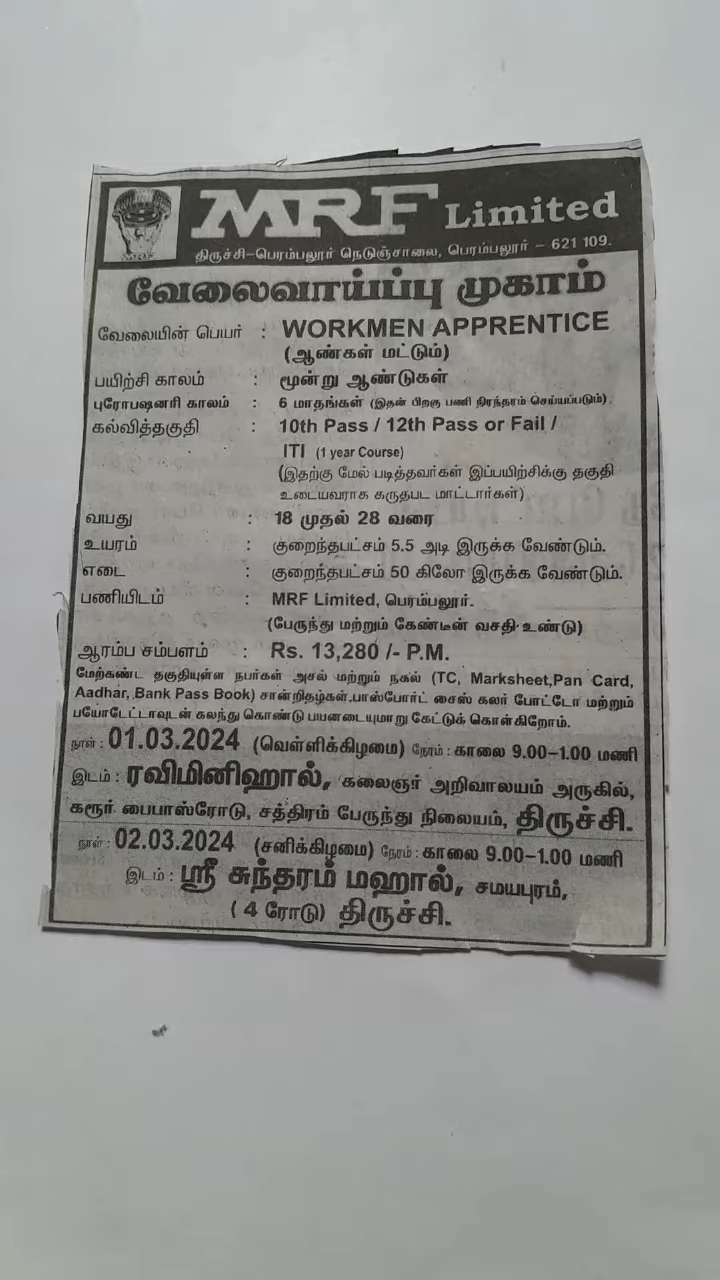 MRF Limited
திருச்சி-பெரம்பலூர் நெடுஞ்சாலை, பெரம்பலூர் - 621 109.
வேலைவாய்ப்பு முகாம்
வேலையின் பெயர் : WORKMEN APPRENTICE
(ஆண்கள் மட்டும்)
பயிற்சி காலம் : மூன்று ஆண்டுகள்
புரோபஷனரி காலம் : 6 மாதங்கள் (இதன் பிறகு பணி நிரந்தரம் செய்யப்படும்).
கல்வித்தகுதி : 10th Pass / 12th Pass or Fail /
ITI (1 year Course)
(இதற்கு மேல் படித்தவர்கள் இப்பயிற்சிக்கு தகுதி
உடையவராக கருதபட மாட்டார்கள்)
வயது : 18 முதல் 28 வரை
உயரம் : குறைந்தபட்சம் 5.5 அடி இருக்க வேண்டும்.
எடை : குறைந்தபட்சம் 50 கிலோ இருக்க வேண்டும்.
பணியிடம் : MRF Limited, பெரம்பலூர்.
(பேருந்து மற்றும் கேண்டீன் வசதி உண்டு)
ஆரம்ப சம்பளம் : Rs. 13,280 /- P.M.
மேற்கண்ட தகுதியுள்ள நபர்கள் அசல் மற்றும் நகல் (TC, Marksheet,Pan Card,
Aadhar, Bank Pass Book) சான்றிதழ்கள்,பாஸ்போர்ட் சைஸ் கலர் போட்டோ மற்றும்
பயோடேட்டாவுடன் கலந்து கொண்டு பயனடையுமாறு கேட்டுக் கொள்கிறோம்.
நாள் : 01.03.2024 (வெள்ளிக்கிழமை) நேரம் : காலை 9.00-1.00 மணி
இடம் : ரவிமினிஹால், கலைஞர் அறிவாலயம் அருகில்,
கரூர் பைபாஸ்ரோடு, சத்திரம் பேருந்து நிலையம், திருச்சி.
நாள் : 02.03.2024 (சனிக்கிழமை) நேரம் : காலை 9.00-1.00 மணி
இடம் : ஸ்ரீ சுந்தரம் மஹால், சமயபுரம்,
( 4 ரோடு) திருச்சி.